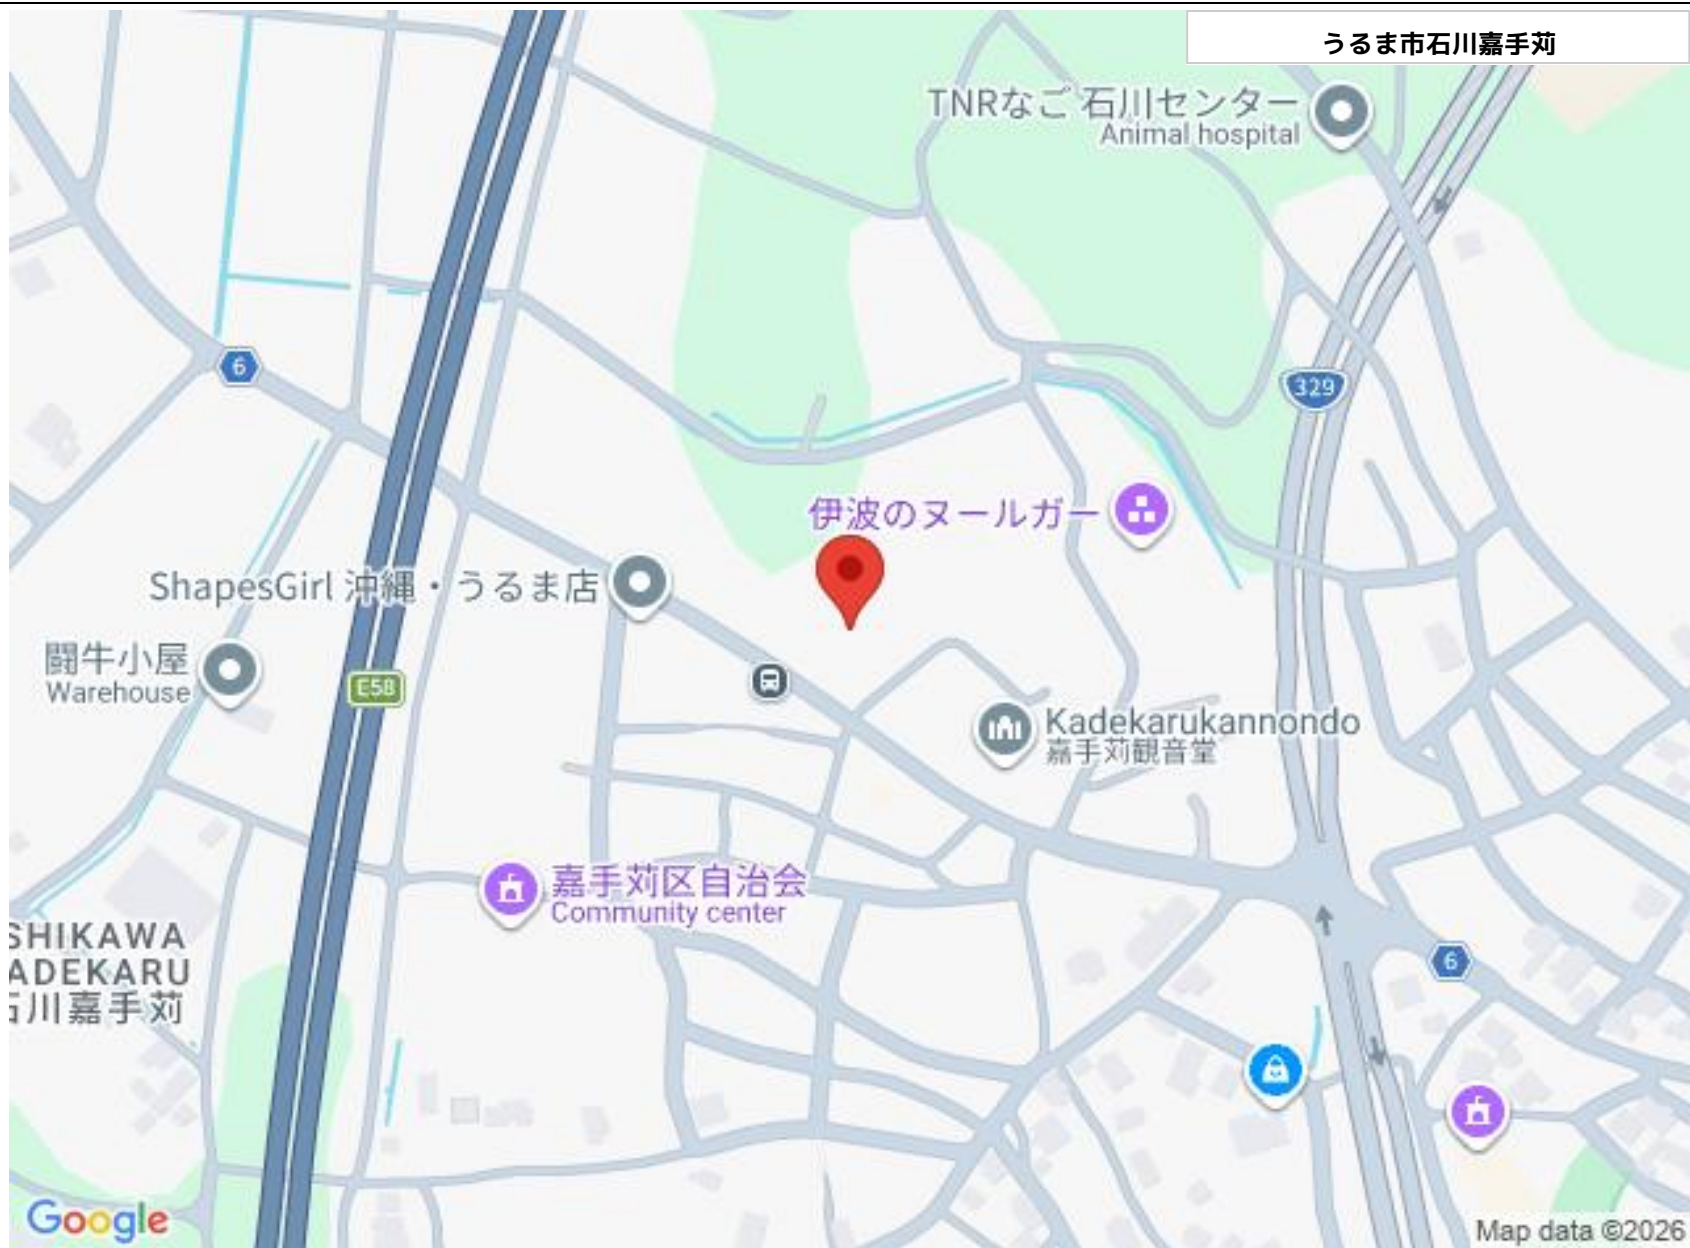 うるま市石川嘉手苅
TNRなご 石川センター
Animal hospital
6
329
伊波のヌールガー
ShapesGirl 沖縄・うるま店
闘牛小屋
Warehouse
E58
Kadekarukannondo
嘉手苅観音堂
嘉手苅区自治会
Community center
SHIKAWA
ADEKARU
石川嘉手苅
6
Google
Map data ©2026